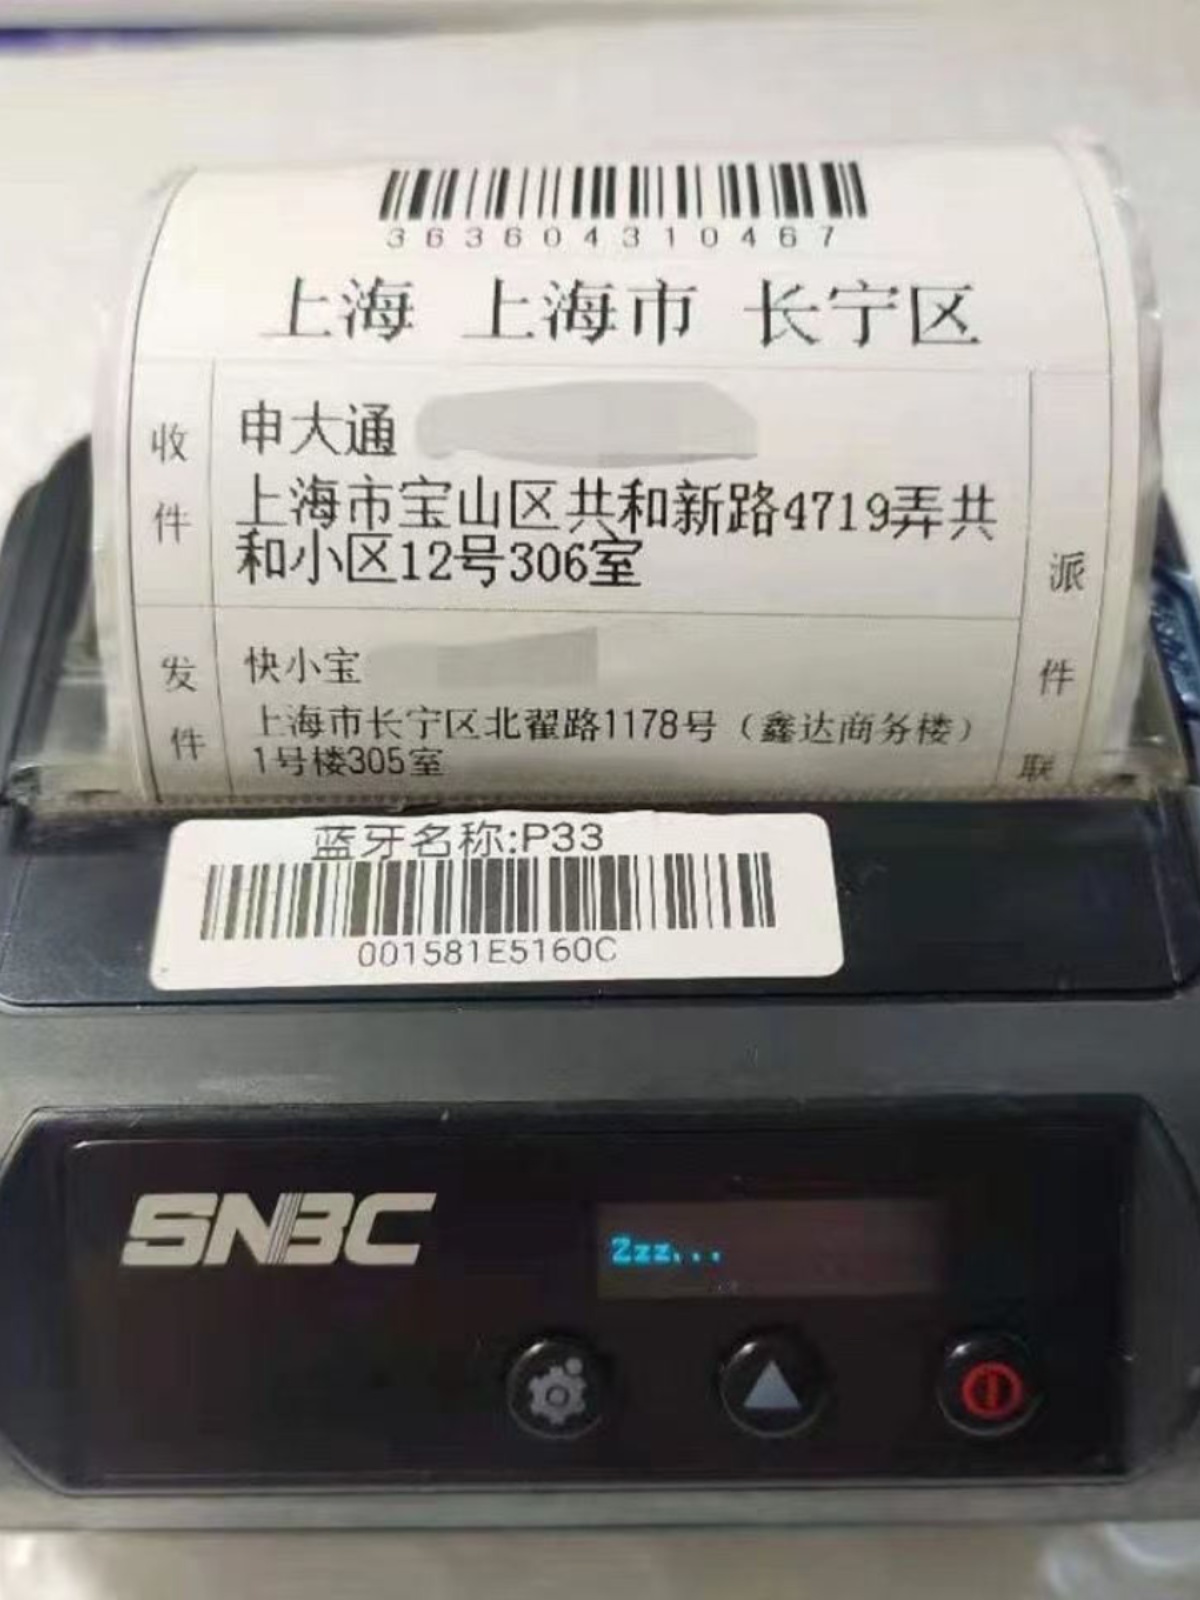 363604310467
上海 上海市 长宁区
收件
申大通
上海市宝山区共和新路4719弄共
和小区12号306室
发件
快小宝
上海市长宁区北翟路1178号（鑫达商务楼）
1号楼305室
派件联
蓝牙名称:P33
001581E5160C
SNBC
Zzz...